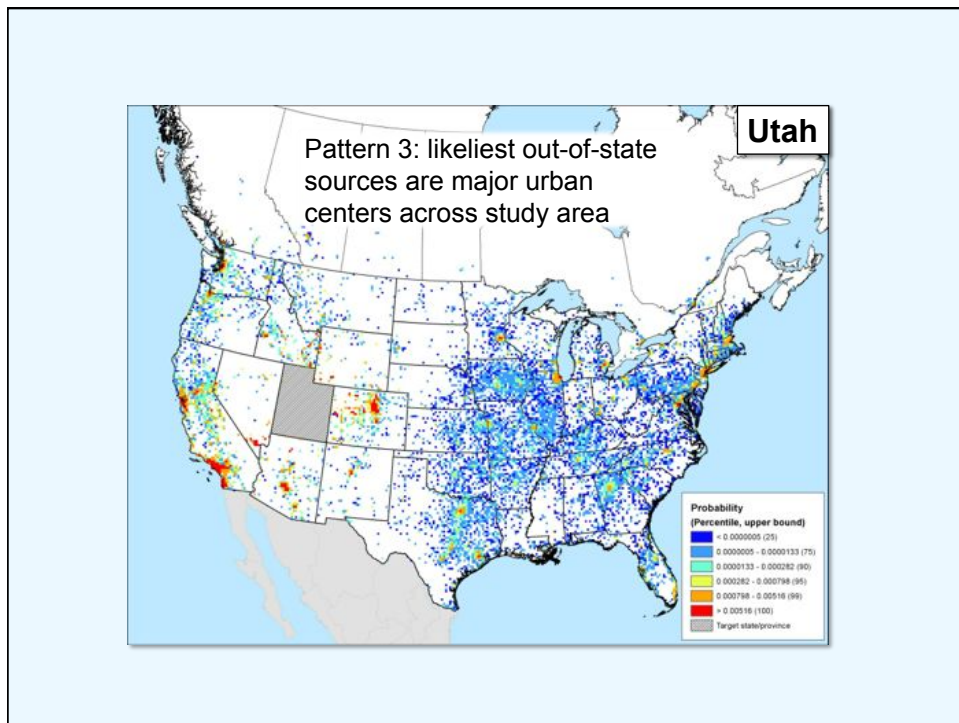 Utah
Pattern 3: likeliest out-of-state
sources are major urban
centers across study area
Probability
(Percentile, upper bound)
< 0.0000005 (25)
0.0000005 - 0.0000133 (75)
0.0000133 - 0.000282 (90)
0.000282 - 0.000798 (95)
0.000798 - 0.00516 (99)
> 0.00516 (100)
Target state/province